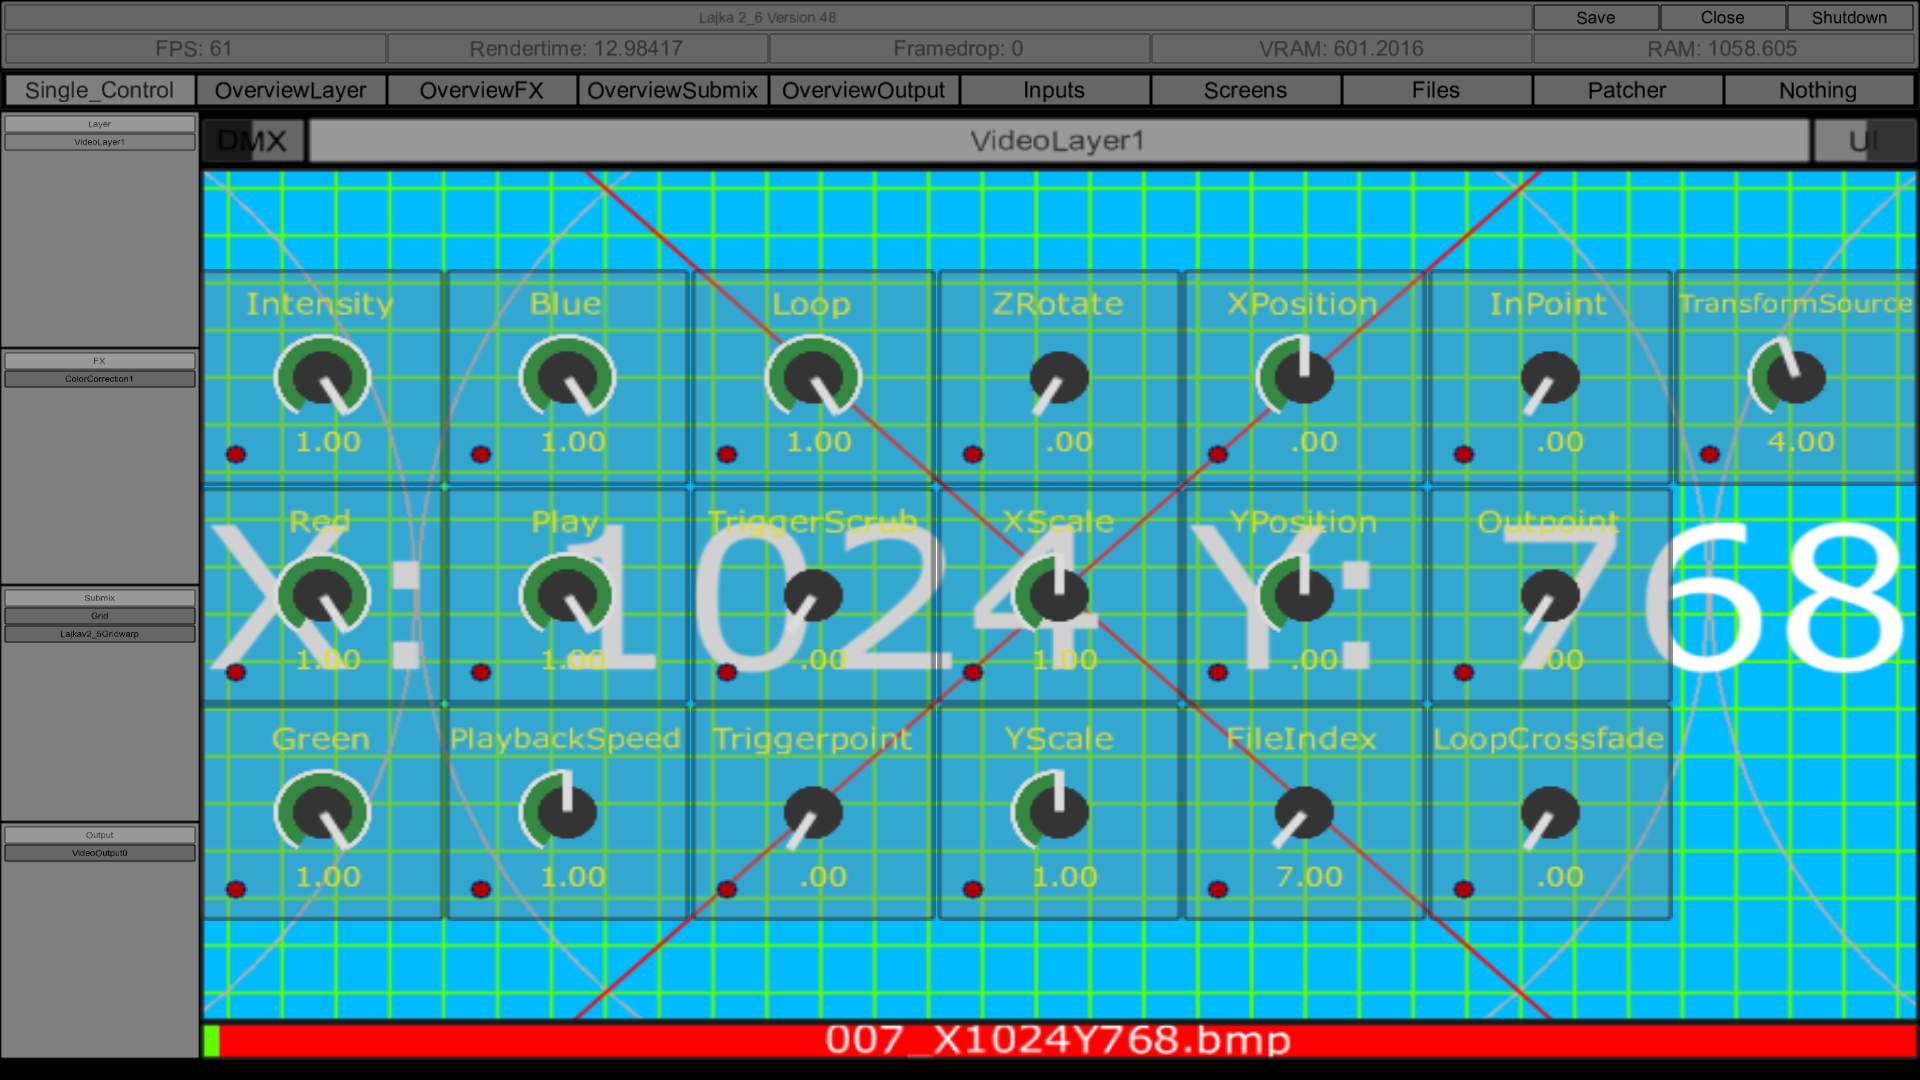 Lajka 2_6 Version 48
Save
Close
Shutdown
FPS: 61
Rendertime: 12.98417
Framedrop: 0
VRAM: 601.2016
RAM: 1058.605
Single_Control
OverviewLayer
OverviewFX
OverviewSubmix
OverviewOutput
Inputs
Screens
Files
Patcher
Nothing
Layer
VideoLayer1
FX
ColorCorrection1
Submix
Grid
Lajkav2_5Gridwarp
Output
VideoOutput0
DMX
VideoLayer1
UI
Intensity
Blue
Loop
ZRotate
XPosition
InPoint
TransformSource
1.00
1.00
1.00
.00
.00
.00
4.00
Red
Play
TriggerScrub
XScale
YPosition
Outpoint
X: 1024 Y: 768
1.00
1.00
.00
1.00
.00
.00
Green
PlaybackSpeed
Triggerpoint
YScale
FileIndex
LoopCrossfade
1.00
1.00
.00
1.00
7.00
.00
007_X1024Y768.bmp